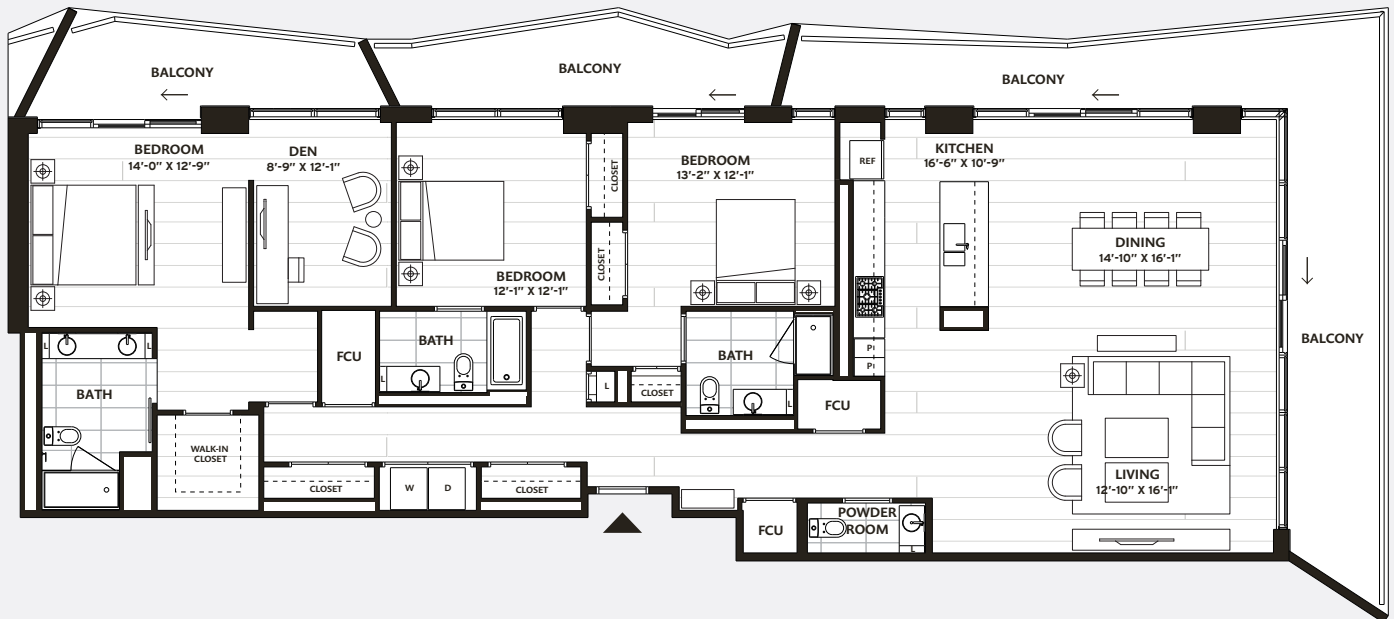 BALCONY
BALCONY
BALCONY
BEDROOM
14'-0" X 12'-9"
DEN
8'-9" X 12'-1"
BEDROOM
12'-1" X 12'-1"
CLOSET
CLOSET
BEDROOM
13'-2" X 12'-1"
REF
KITCHEN
16'-6" X 10'-9"
DINING
14'-10" X 16'-1"
BALCONY
L
L
BATH
FCU
BATH
L
L
CLOSET
BATH
L
P
P
FCU
WALK-IN
CLOSET
CLOSET
W
D
CLOSET
LIVING
12'-10" X 16'-1"
FCU
POWDER
ROOM
L